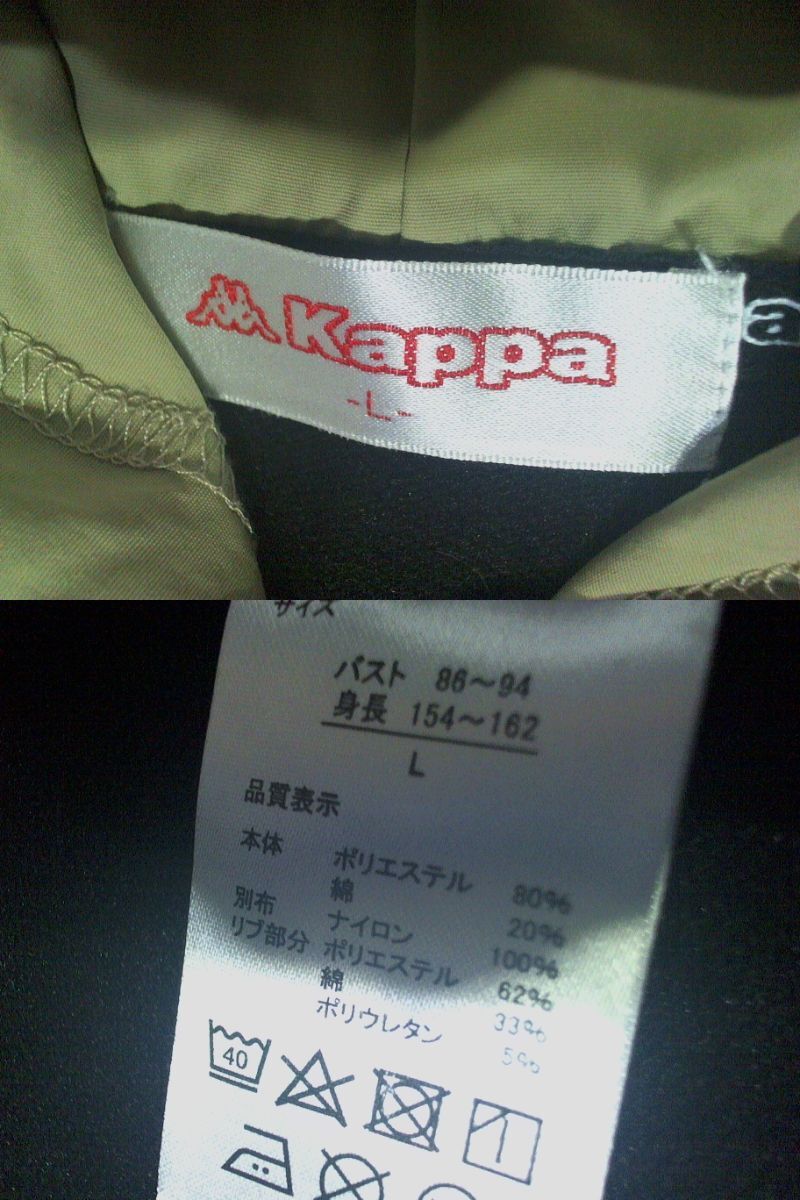 Kappa
-L-
a
サイズ
バスト 86～94
身長 154～162
L
品質表示
本体 ポリエステル 80%
綿 20%
別布 ナイロン 100%
リブ部分 ポリエステル 62%
綿 33%
ポリウレタン 5%
40